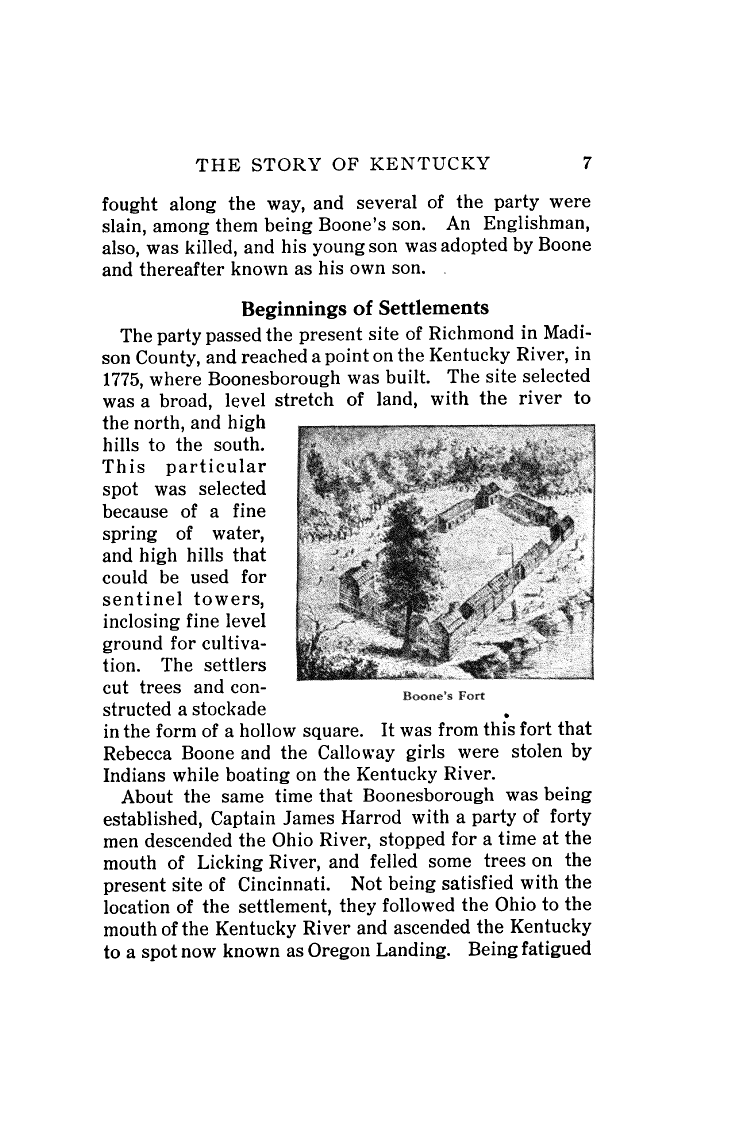 THE STORY OF KENTUCKY 7
fought along the way, and several of the party were
slain, among them being Boone's son. An Englishman,
also, was killed, and his young son was adopted by Boone
and thereafter known as his own son.
Beginnings of Settlements
The party passed the present site of Richmond in Madi-
son County, and reached a point on the Kentucky River, in
1775, where Boonesborough was built. The site selected
was a broad, level stretch of land, with the river to
the north, and high
hills to the south.
This particular
spot was selected
because of a fine
spring of water,
and high hills that
could be used for
sentinel towers,
inclosing fine level
ground for cultiva-
tion. The settlers
cut trees and con-
structed a stockade
Boone's Fort
in the form of a hollow square. It was from this fort that
Rebecca Boone and the Calloway girls were stolen by
Indians while boating on the Kentucky River.
About the same time that Boonesborough was being
established, Captain James Harrod with a party of forty
men descended the Ohio River, stopped for a time at the
mouth of Licking River, and felled some trees on the
present site of Cincinnati. Not being satisfied with the
location of the settlement, they followed the Ohio to the
mouth of the Kentucky River and ascended the Kentucky
to a spot now known as Oregon Landing. Being fatigued